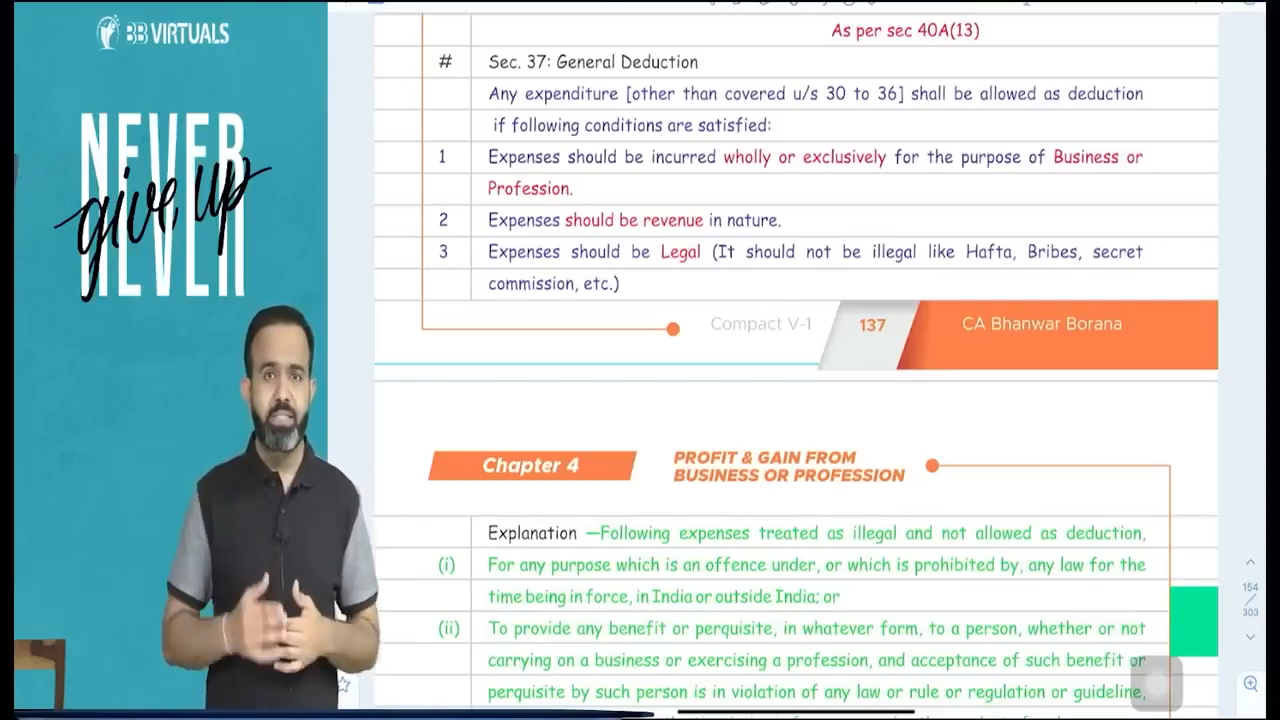 BB VIRTUALS
NEVER
give up
NEVER
As per sec 40A(13)
# Sec. 37: General Deduction
Any expenditure [other than covered u/s 30 to 36] shall be allowed as deduction
if following conditions are satisfied:
1 Expenses should be incurred wholly or exclusively for the purpose of Business or
Profession.
2 Expenses should be revenue in nature.
3 Expenses should be Legal (It should not be illegal like Hafta, Bribes, secret
commission, etc.)
Compact V-1 137 CA Bhanwar Borana
Chapter 4 PROFIT & GAIN FROM
BUSINESS OR PROFESSION
Explanation —Following expenses treated as illegal and not allowed as deduction,
(i) For any purpose which is an offence under, or which is prohibited by, any law for the
time being in force, in India or outside India; or
(ii) To provide any benefit or perquisite, in whatever form, to a person, whether or not
carrying on a business or exercising a profession, and acceptance of such benefit or
perquisite by such person is in violation of any law or rule or regulation or guideline,
154
303